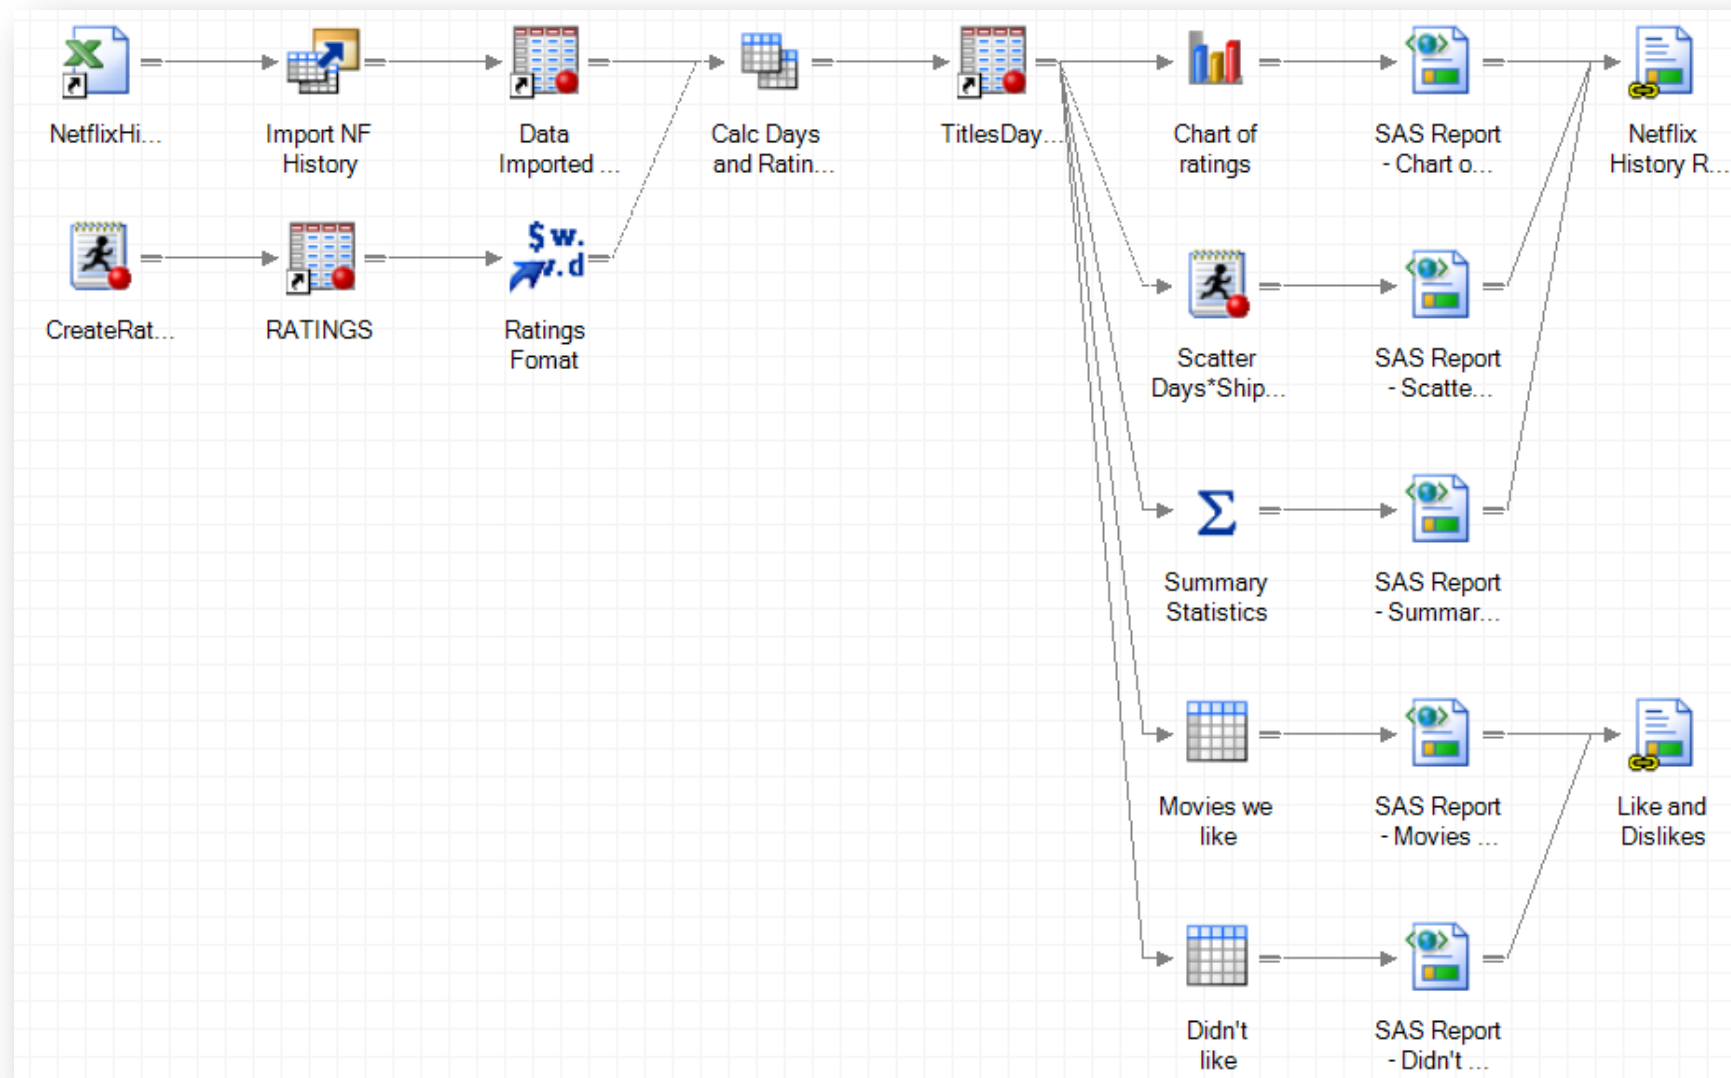 NetflixHi...
Import NF
History
Data
Imported ...
Calc Days
and Ratin...
TitlesDay...
Chart of
ratings
SAS Report
- Chart o...
Netflix
History R...
CreateRat...
RATINGS
$w.
v.d
Ratings
Fomat
Scatter
Days*Ship...
SAS Report
- Scatte...
Σ
Summary
Statistics
SAS Report
- Summar...
Movies we
like
SAS Report
- Movies ...
Like and
Dislikes
Didn't
like
SAS Report
- Didn't ...